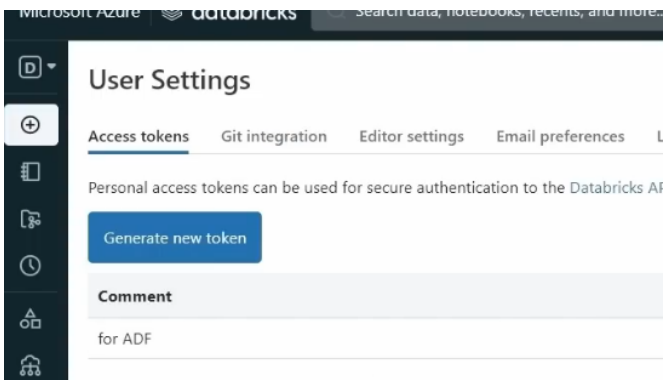 Microsoft Azure databricks Search data, notebooks, recents, and more...
D
User Settings
Access tokens Git integration Editor settings Email preferences L
Personal access tokens can be used for secure authentication to the Databricks AP
Generate new token
Comment
for ADF